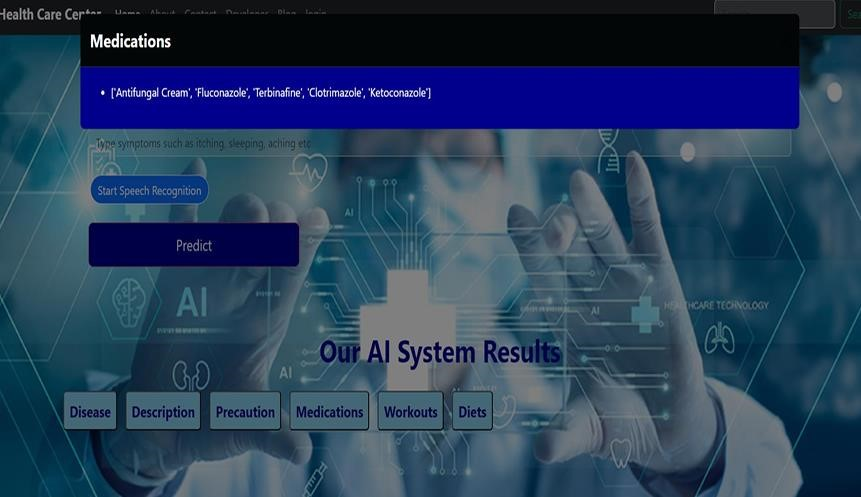 Health Care Center Home About Contact Developer Blog login
Medications
• ['Antifungal Cream', 'Fluconazole', 'Terbinafine', 'Clotrimazole', 'Ketoconazole']
Type symptoms such as itching, sleeping, aching etc
Start Speech Recognition
AI
Predict
AI
AI
HEALTHCARE TECHNOLOGY
Our AI System Results
AI
Disease Description Precaution Medications Workouts Diets